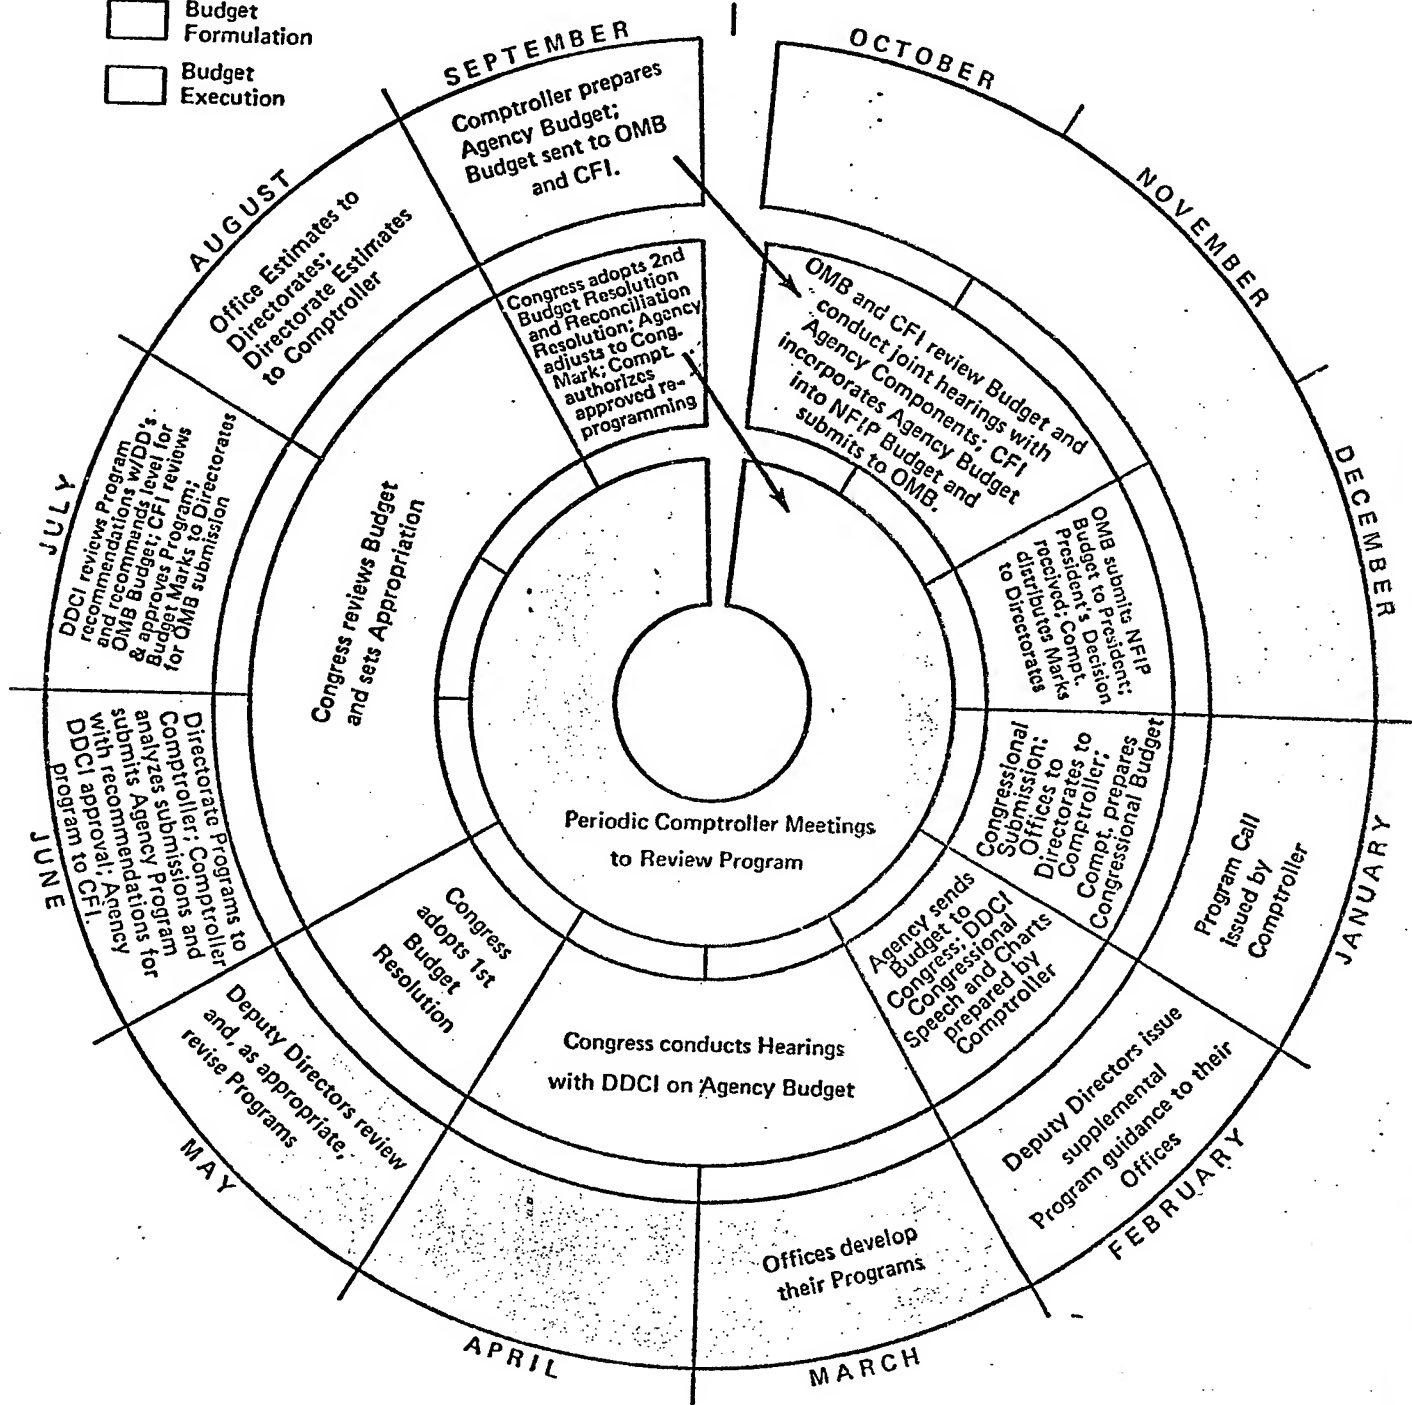 Budget
Formulation
Budget
Execution
SEPTEMBER
Comptroller prepares
Agency Budget;
Budget sent to OMB
and CFI.
OCTOBER
NOVEMBER
DECEMBER
JANUARY
Program Call
issued by
Comptroller
FEBRUARY
Deputy Directors issue
supplemental
Program guidance to their
Offices
MARCH
Offices develop
their Programs
APRIL
MAY
Deputy Directors review
and, as appropriate,
revise Programs
JUNE
Directorate Programs to
Comptroller; Comptroller
analyzes submissions and
submits Agency Program
with recommendations for
DDCI approval; Agency
program to CFI.
JULY
DDCI reviews Program
recommendations w/DD's
and recommends level for
OMB Budget; CFI reviews
& approves Program;
Budget Marks to Directorates
for OMB submission
AUGUST
Office Estimates to
Directorates;
Directorate Estimates
to Comptroller
Congress adopts 2nd
Budget Resolution
and Reconciliation
Resolution; Agency
adjusts to Cong.
Mark; Compt.
authorizes
approved re-
programming
OMB and CFI review Budget and
conduct joint hearings with
Agency Components; CFI
incorporates Agency Budget
into NFIP Budget and
submits to OMB.
OMB submits NFIP
Budget to President;
President's Decision
received; Compt.
distributes Marks
to Directorates
Congressional
Submission:
Offices to
Directorates to
Comptroller;
Compt. prepares
Congressional Budget
Agency sends
Budget to
Congress; DDCI
Congressional
Speech and Charts
prepared by
Comptroller
Congress conducts Hearings
with DDCI on Agency Budget
Congress
adopts 1st
Budget
Resolution
Congress reviews Budget
and sets Appropriation
Periodic Comptroller Meetings
to Review Program